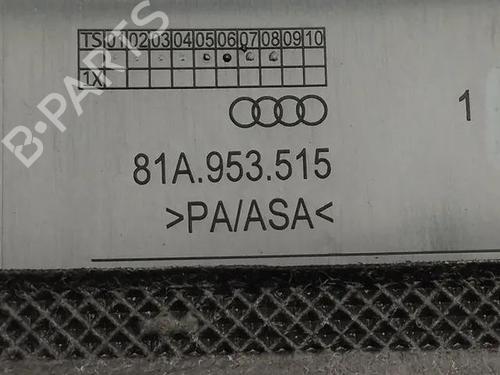 TS 01 02 03 04 05 06 07 08 09 10
1X
1
81A.953.515
>PA/ASA<
B-PARTS